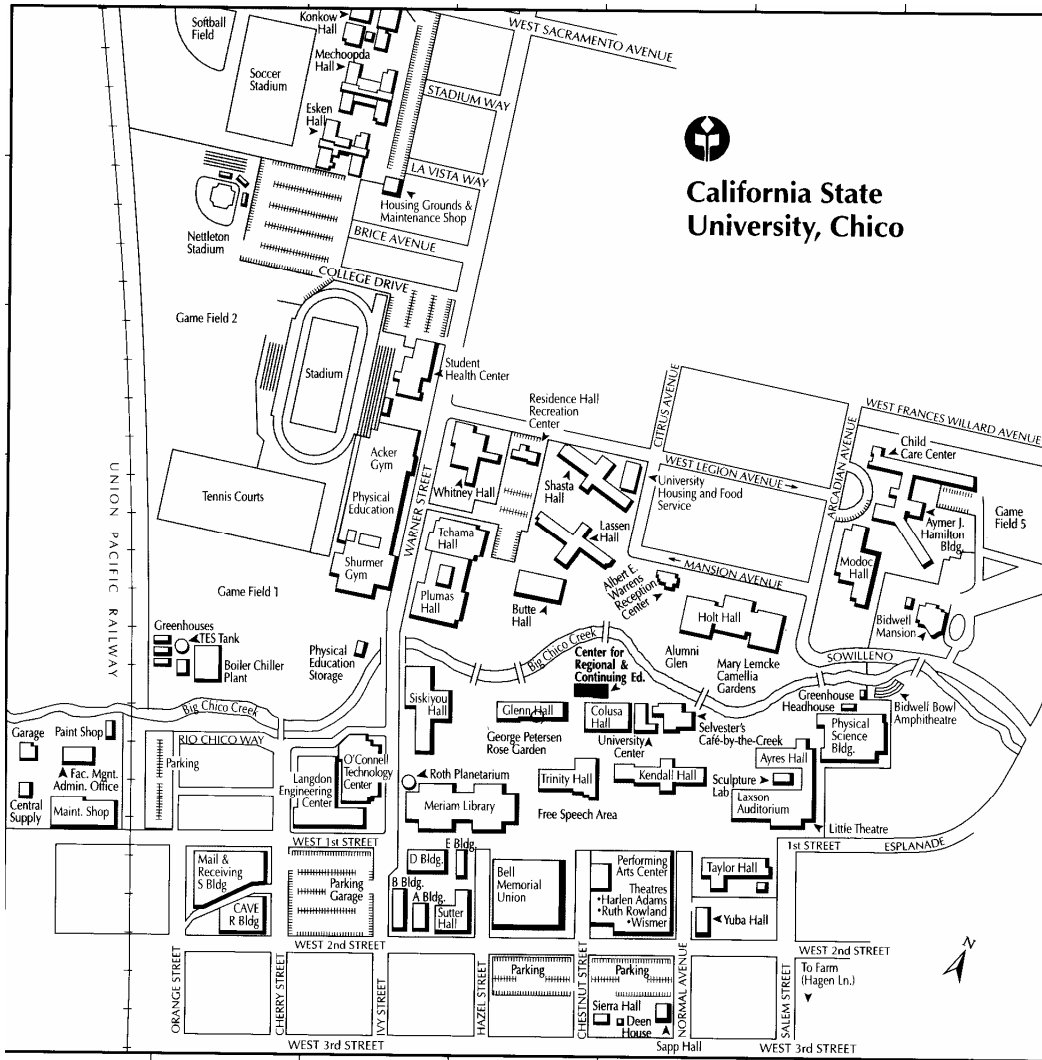 Softball
Field
Konkow
Hall
WEST SACRAMENTO AVENUE
Mechoopda
Hall
Soccer
Stadium
STADIUM WAY
Esken
Hall
LA VISTA WAY
Housing Grounds &
Maintenance Shop
California State
University, Chico
Nettleton
Stadium
BRICE AVENUE
COLLEGE DRIVE
Game Field 2
Stadium
Student
Health Center
Residence Hall
Recreation
Center
CITRUS AVENUE
WEST FRANCES WILLARD AVENUE
ARCADIAN AVENUE
Child
Care Center
UNION PACIFIC RAILWAY
Tennis Courts
Acker
Gym
Physical
Education
WARNER STREET
Whitney Hall
Shasta
Hall
WEST LEGION AVENUE
University
Housing and Food
Service
Lassen
Hall
Tehama
Hall
Game
Field 5
Aymer J.
Hamilton
Bldg.
Modoc
Hall
Shurmer
Gym
Plumas
Hall
Butte
Hall
Albert E.
Warrens
Reception
Center
MANSION AVENUE
Game Field 1
Holt Hall
Bidwell
Mansion
Greenhouses
TES Tank
Boiler Chiller
Plant
Physical
Education
Storage
Big Chico Creek
Center for
Regional &
Continuing Ed.
Alumni
Glen
Mary Lemcke
Camellia
Gardens
SOWILLENO
Siskiyou
Hall
Glenn Hall
Colusa
Hall
Greenhouse
Headhouse
Bidwell Bowl
Amphitheatre
Big Chico Creek
George Petersen
Rose Garden
University
Center
Selvester's
Café-by-the-Creek
Physical
Science
Bldg.
Garage
Paint Shop
RIO CHICO WAY
Parking
Fac. Mgnt.
Admin. Office
Central
Supply
Maint. Shop
Langdon
Engineering
Center
O'Connell
Technology
Center
Roth Planetarium
Meriam Library
Trinity Hall
Kendall Hall
Ayres Hall
Sculpture
Lab
Laxson
Auditorium
Free Speech Area
Little Theatre
WEST 1st STREET
1st STREET
ESPLANADE
Mail &
Receiving
S Bldg
Parking
Garage
D Bldg.
E Bldg.
B Bldg.
A Bldg.
Sutter
Hall
Bell
Memorial
Union
Performing
Arts Center
Theatres
•Harlen Adams
•Ruth Rowland
•Wismer
Taylor Hall
CAVE
R Bldg
Yuba Hall
WEST 2nd STREET
WEST 2nd STREET
N
ORANGE STREET
CHERRY STREET
IVY STREET
HAZEL STREET
Parking
CHESTNUT STREET
Parking
NORMAL AVENUE
SALEM STREET
To Farm
(Hagen Ln.)
Sierra Hall
Deen
House
Sapp Hall
WEST 3rd STREET
WEST 3rd STREET